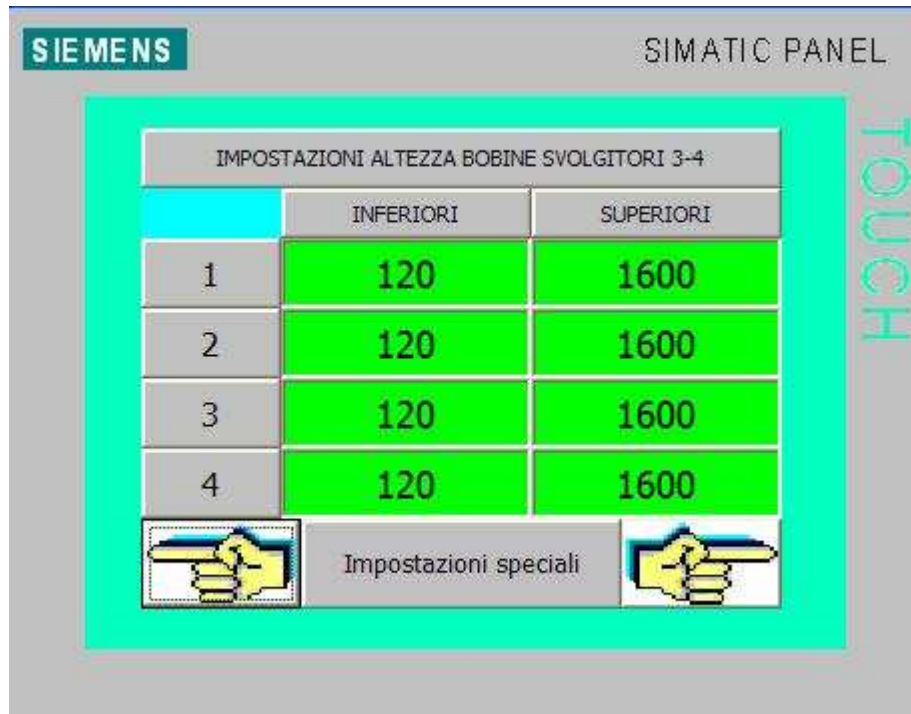 SIEMENS
SIMATIC PANEL
TOUCH
IMPOSTAZIONI ALTEZZA BOBINE SVOLGITORI 3-4
INFERIORI SUPERIORI
1 120 1600
2 120 1600
3 120 1600
4 120 1600
Impostazioni speciali